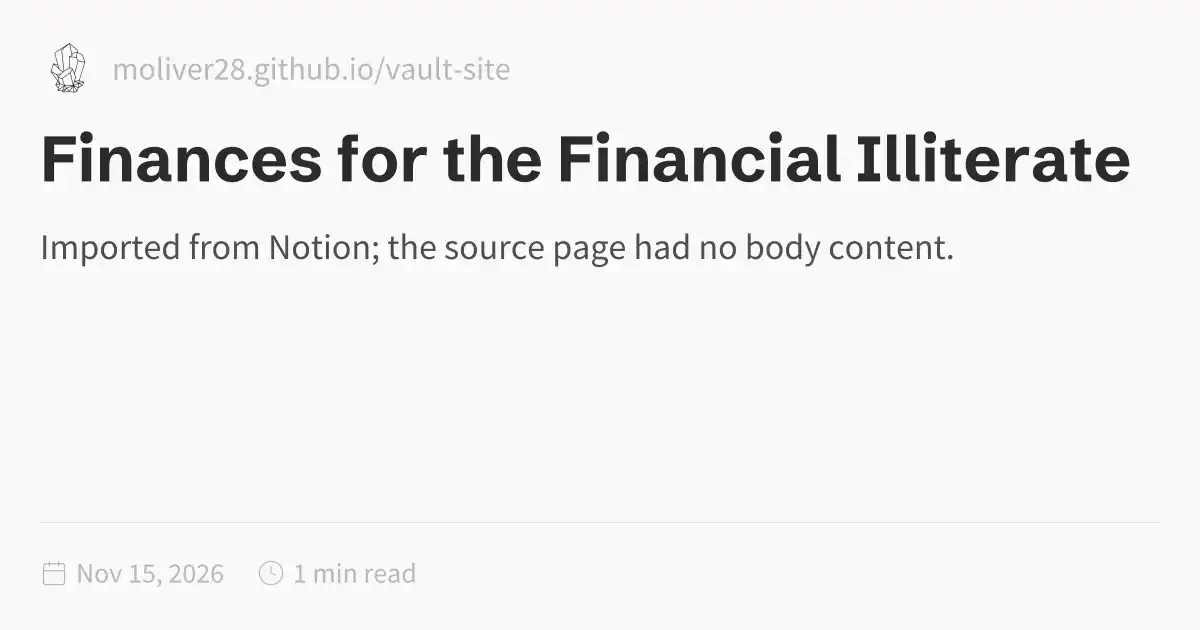 moliver28.github.io/vault-site
Finances for the Financial Illiterate
Imported from Notion; the source page had no body content.
Nov 15, 2026 1 min read